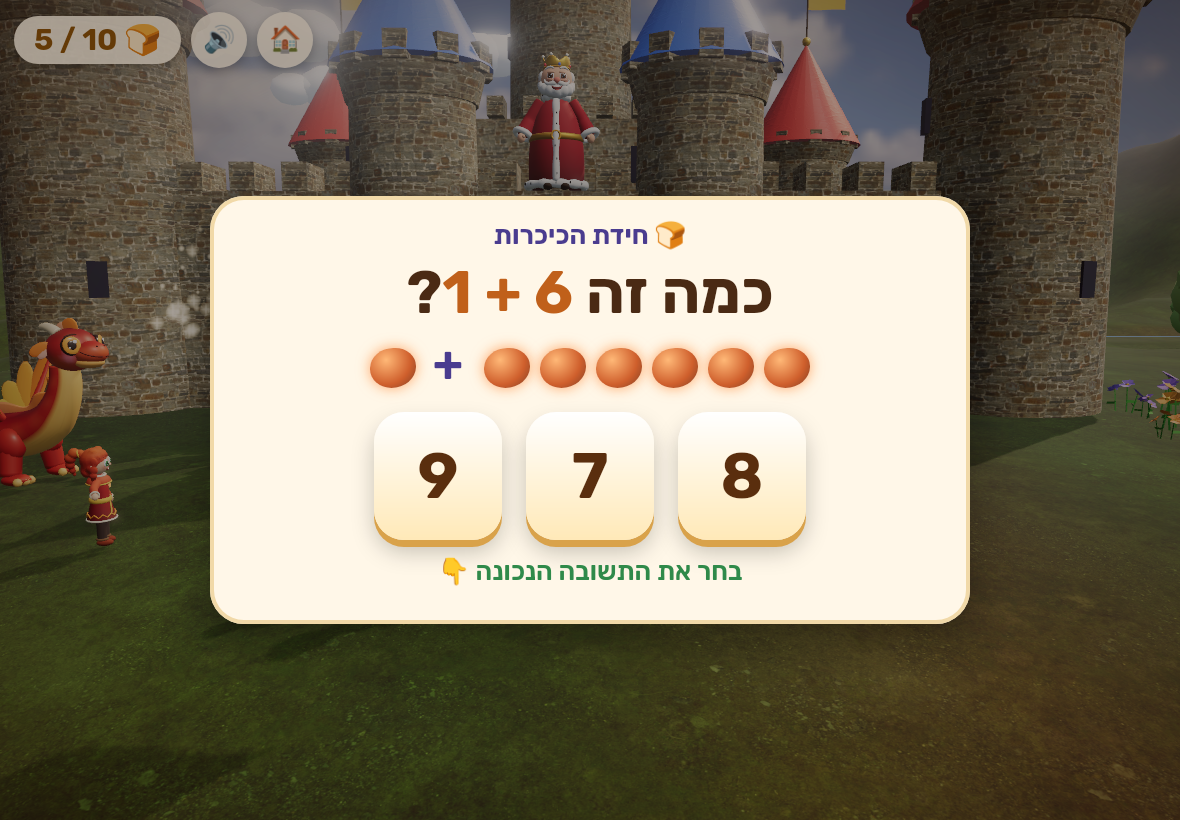 5 / 10
חידת הכיכרות
כמה זה 6 + 1?
+
9 7 8
בחר את התשובה הנכונה